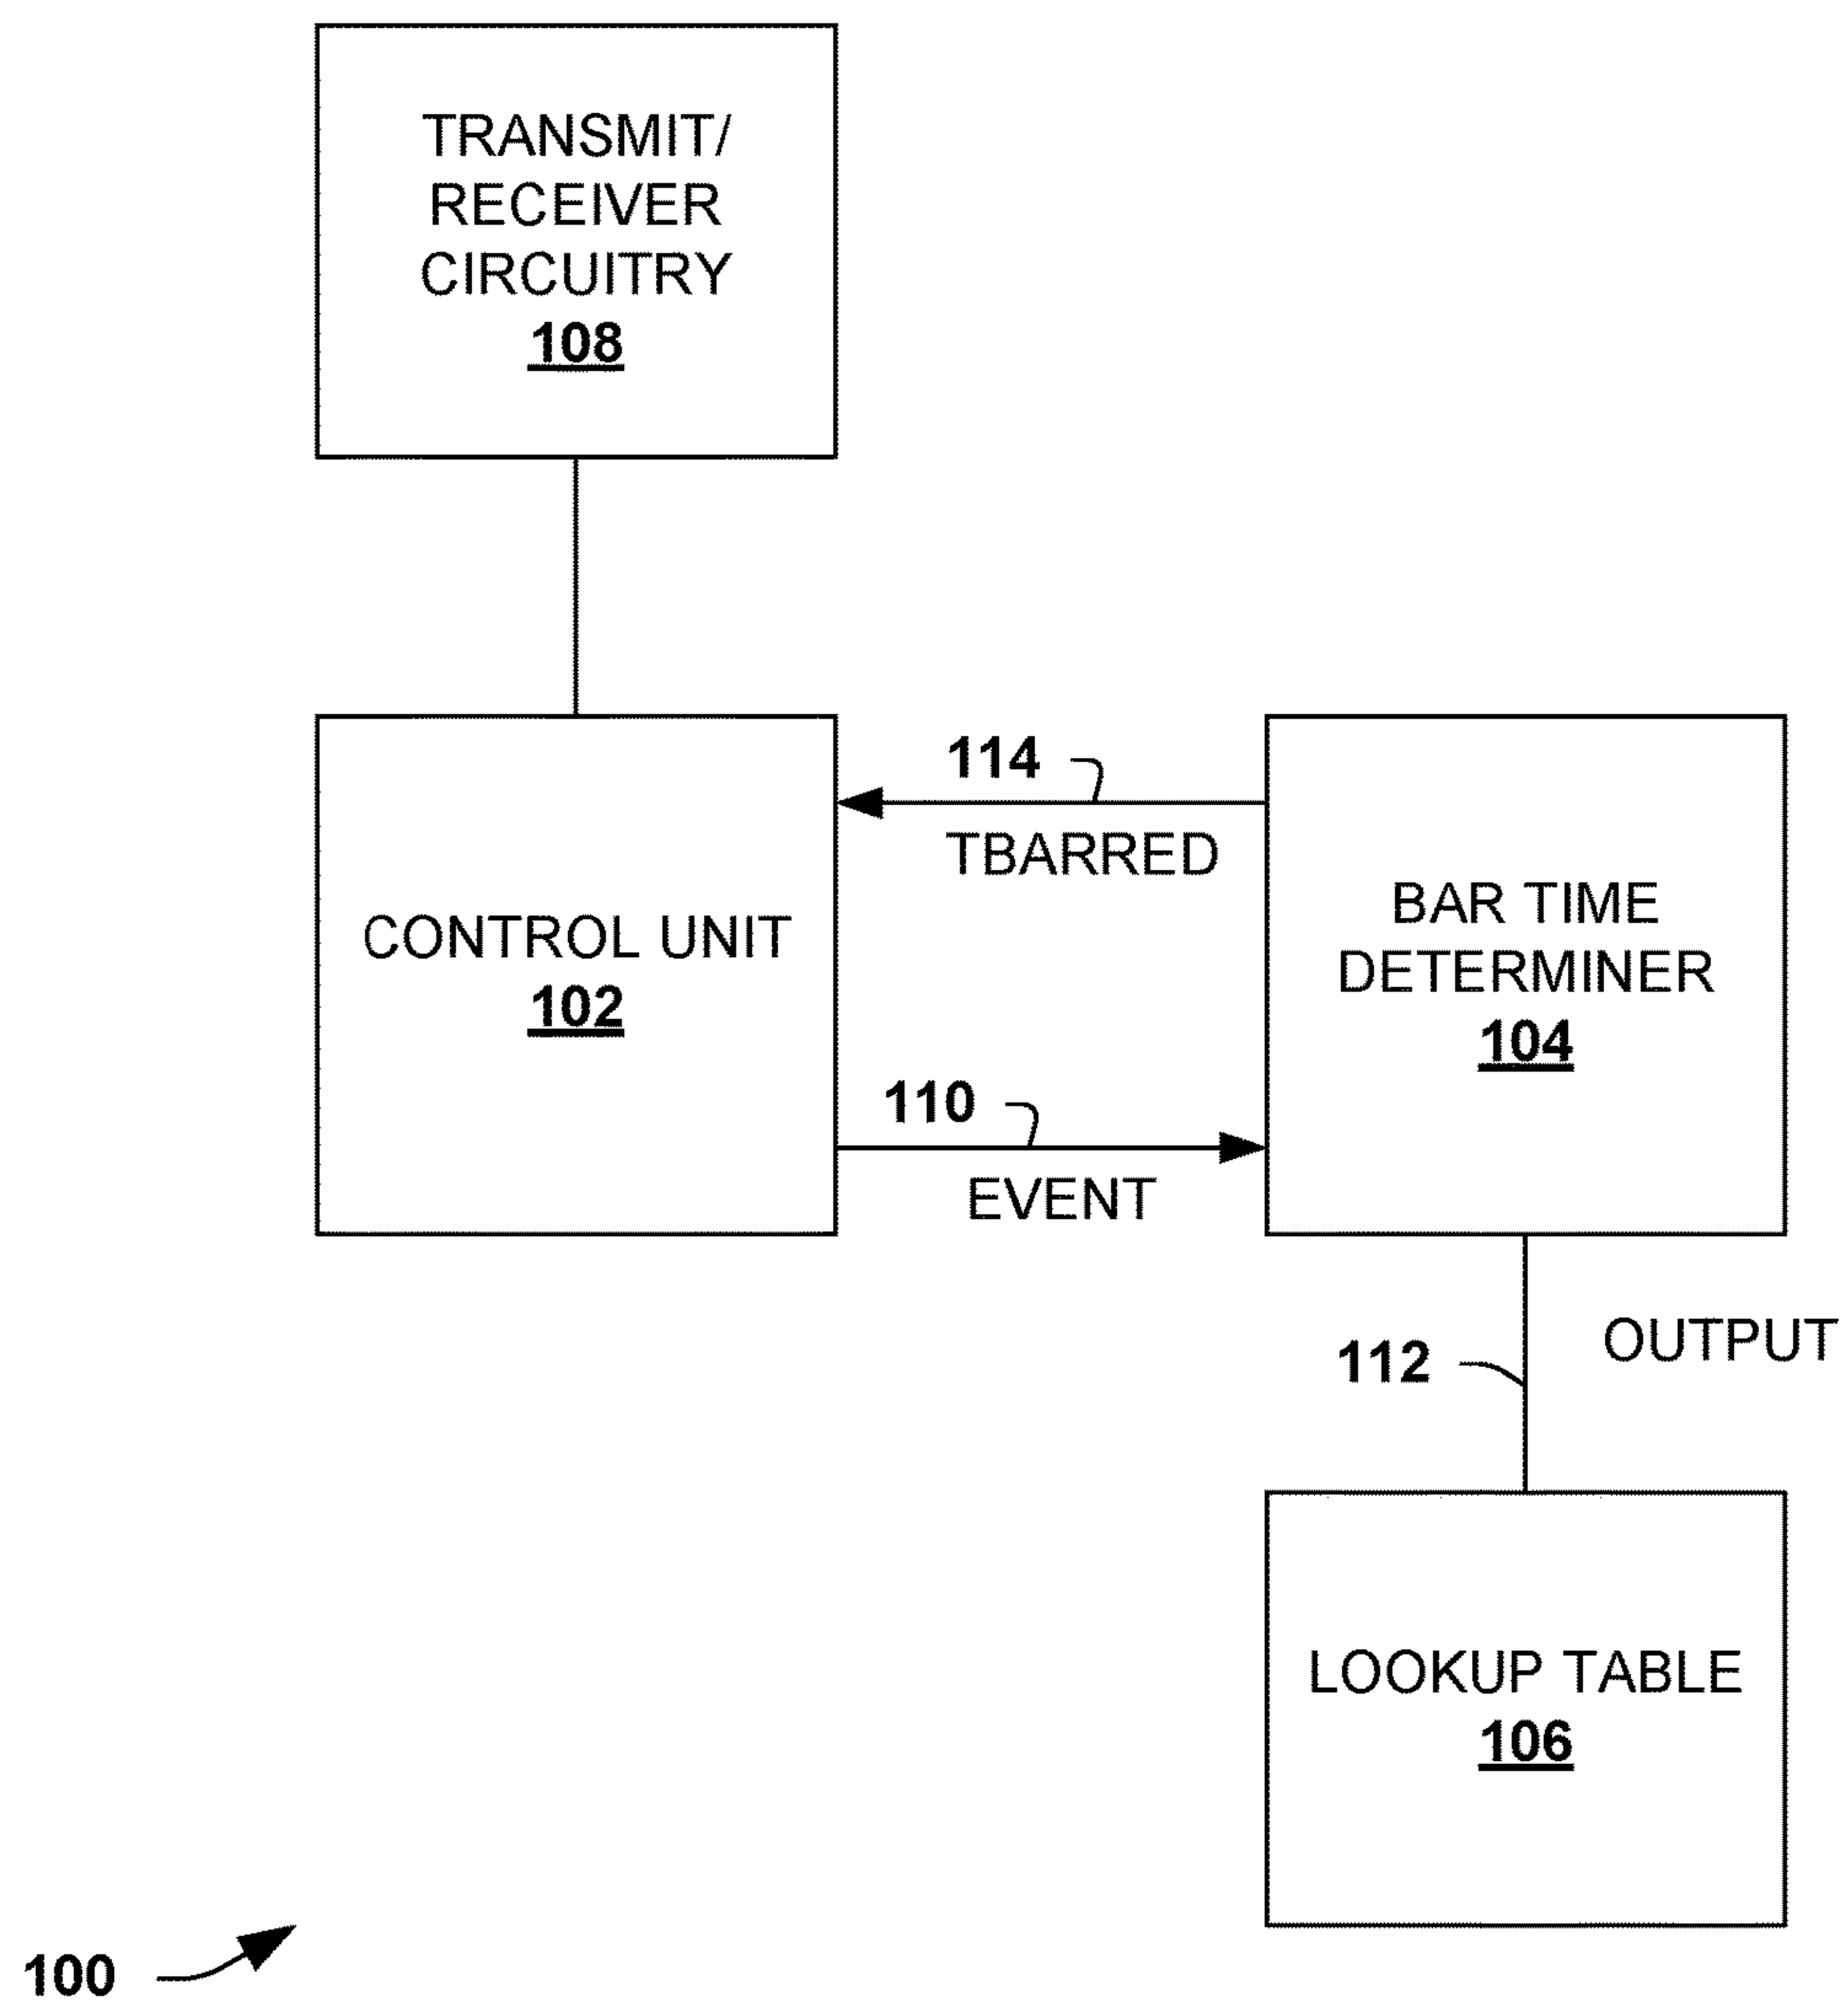 TRANSMIT/
RECEIVER
CIRCUITRY
108
114
TBARRED
CONTROL UNIT
102
BAR TIME
DETERMINER
104
110
EVENT
OUTPUT
112
LOOKUP TABLE
106
100